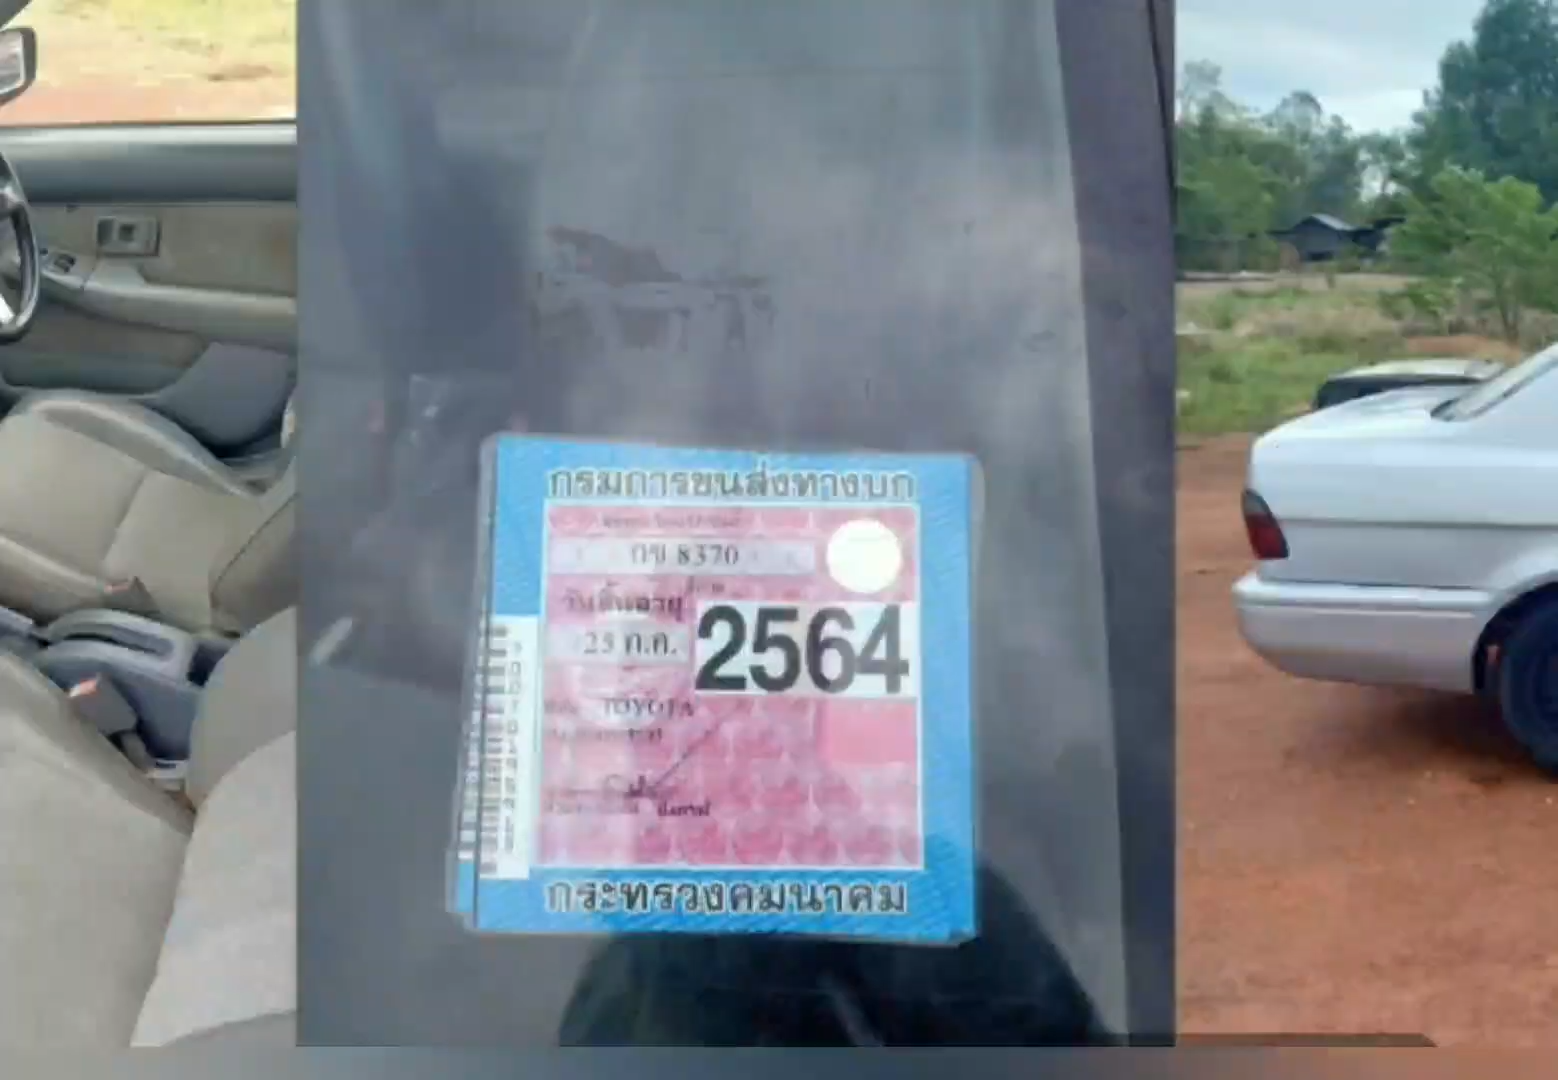 กรมการขนส่งทางบก
กข 8370
วันสิ้นอายุ
25 ก.ค.
2564
TOYOTA
กระทรวงคมนาคม